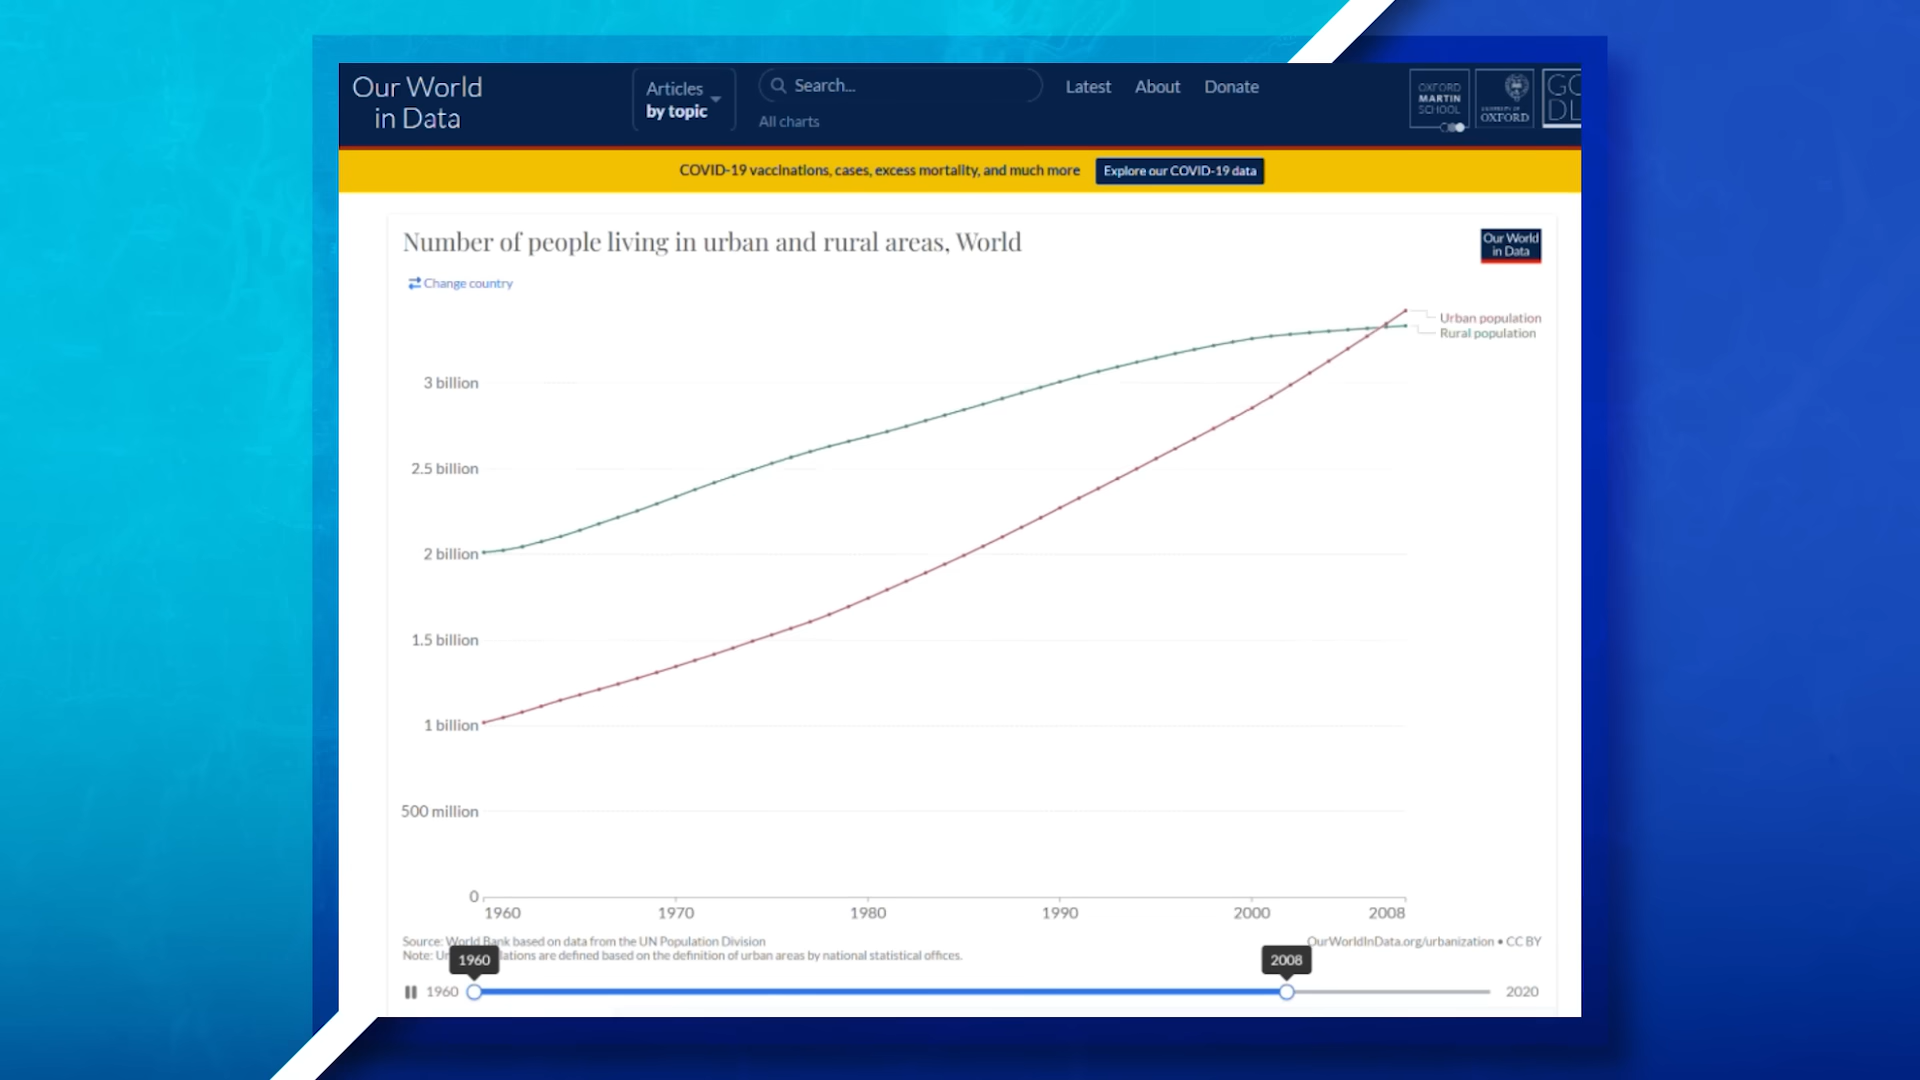 Our World
in Data
Articles
by topic
Search...
All charts
Latest
About
Donate
OXFORD
MARTIN
SCHOOL
UNIVERSITY OF
OXFORD
COVID-19 vaccinations, cases, excess mortality, and much more
Explore our COVID-19 data
Number of people living in urban and rural areas, World
Our World
in Data
Change country
Urban population
Rural population
3 billion
2.5 billion
2 billion
1.5 billion
1 billion
500 million
0
1960
1970
1980
1990
2000
2008
Source: World Bank based on data from the UN Population Division
OurWorldInData.org/urbanization • CC BY
Note: are defined based on the definition of urban areas by national statistical offices.
1960
2008
1960
2020